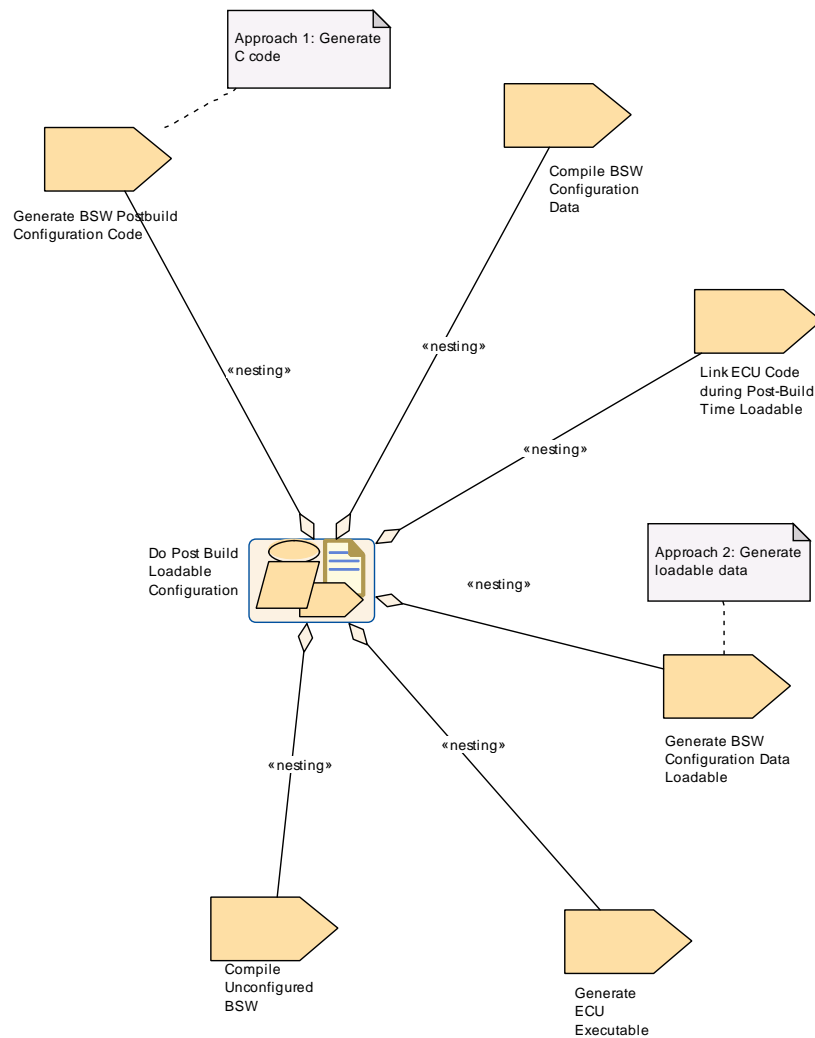 Approach 1: Generate
C code
Compile BSW
Configuration
Data
Generate BSW Postbuild
Configuration Code
«nesting»
«nesting»
Link ECU Code
during Post-Build
Time Loadable
«nesting»
Do Post Build
Loadable
Configuration
Approach 2: Generate
loadable data
«nesting»
Generate BSW
Configuration Data
Loadable
«nesting»
«nesting»
Compile
Unconfigured
BSW
Generate
ECU
Executable